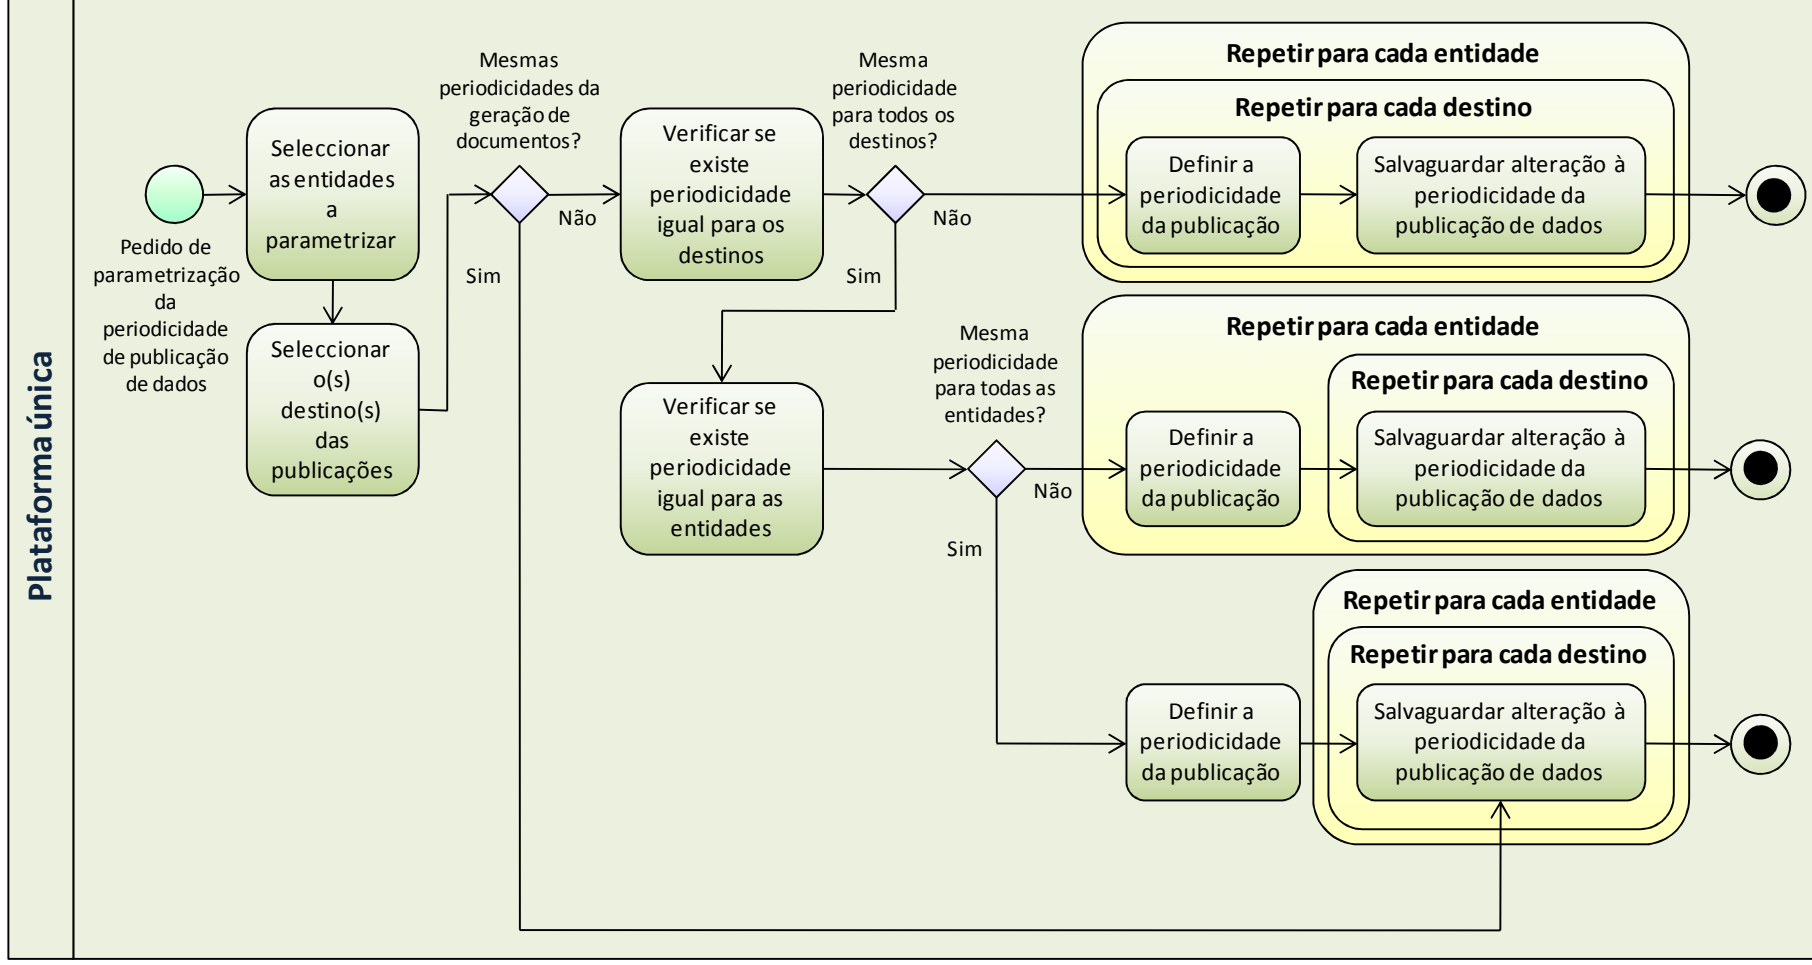 Plataforma única
Pedido de
parametrização
da
periodicidade
de publicação
de dados
Seleccionar
as entidades
a
parametrizar
Seleccionar
o(s)
destino(s)
das
publicações
Mesmas
periodicidades da
geração de
documentos?
Não
Sim
Verificar se
existe
periodicidade
igual para os
destinos
Mesma
periodicidade
para todos os
destinos?
Não
Sim
Repetir para cada entidade
Repetir para cada destino
Definir a
periodicidade
da publicação
Salvaguardar alteração à
periodicidade da
publicação de dados
Verificar se
existe
periodicidade
igual para as
entidades
Mesma
periodicidade
para todas as
entidades?
Não
Sim
Repetir para cada entidade
Repetir para cada destino
Definir a
periodicidade
da publicação
Salvaguardar alteração à
periodicidade da
publicação de dados
Repetir para cada entidade
Repetir para cada destino
Definir a
periodicidade
da publicação
Salvaguardar alteração à
periodicidade da
publicação de dados